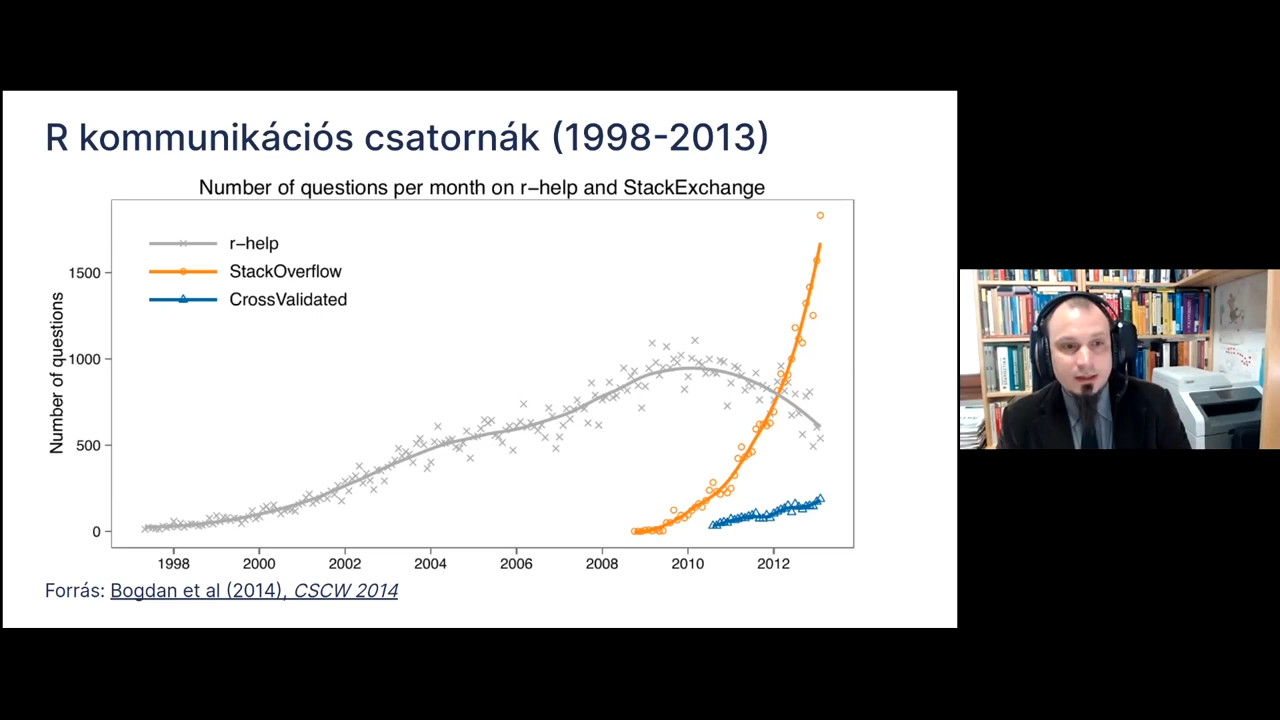 R kommunikációs csatornák (1998-2013)
Number of questions per month on r−help and StackExchange
r−help
StackOverflow
CrossValidated
Number of questions
1500
1000
500
0
1998 2000 2002 2004 2006 2008 2010 2012
Forrás: Bogdan et al (2014), CSCW 2014